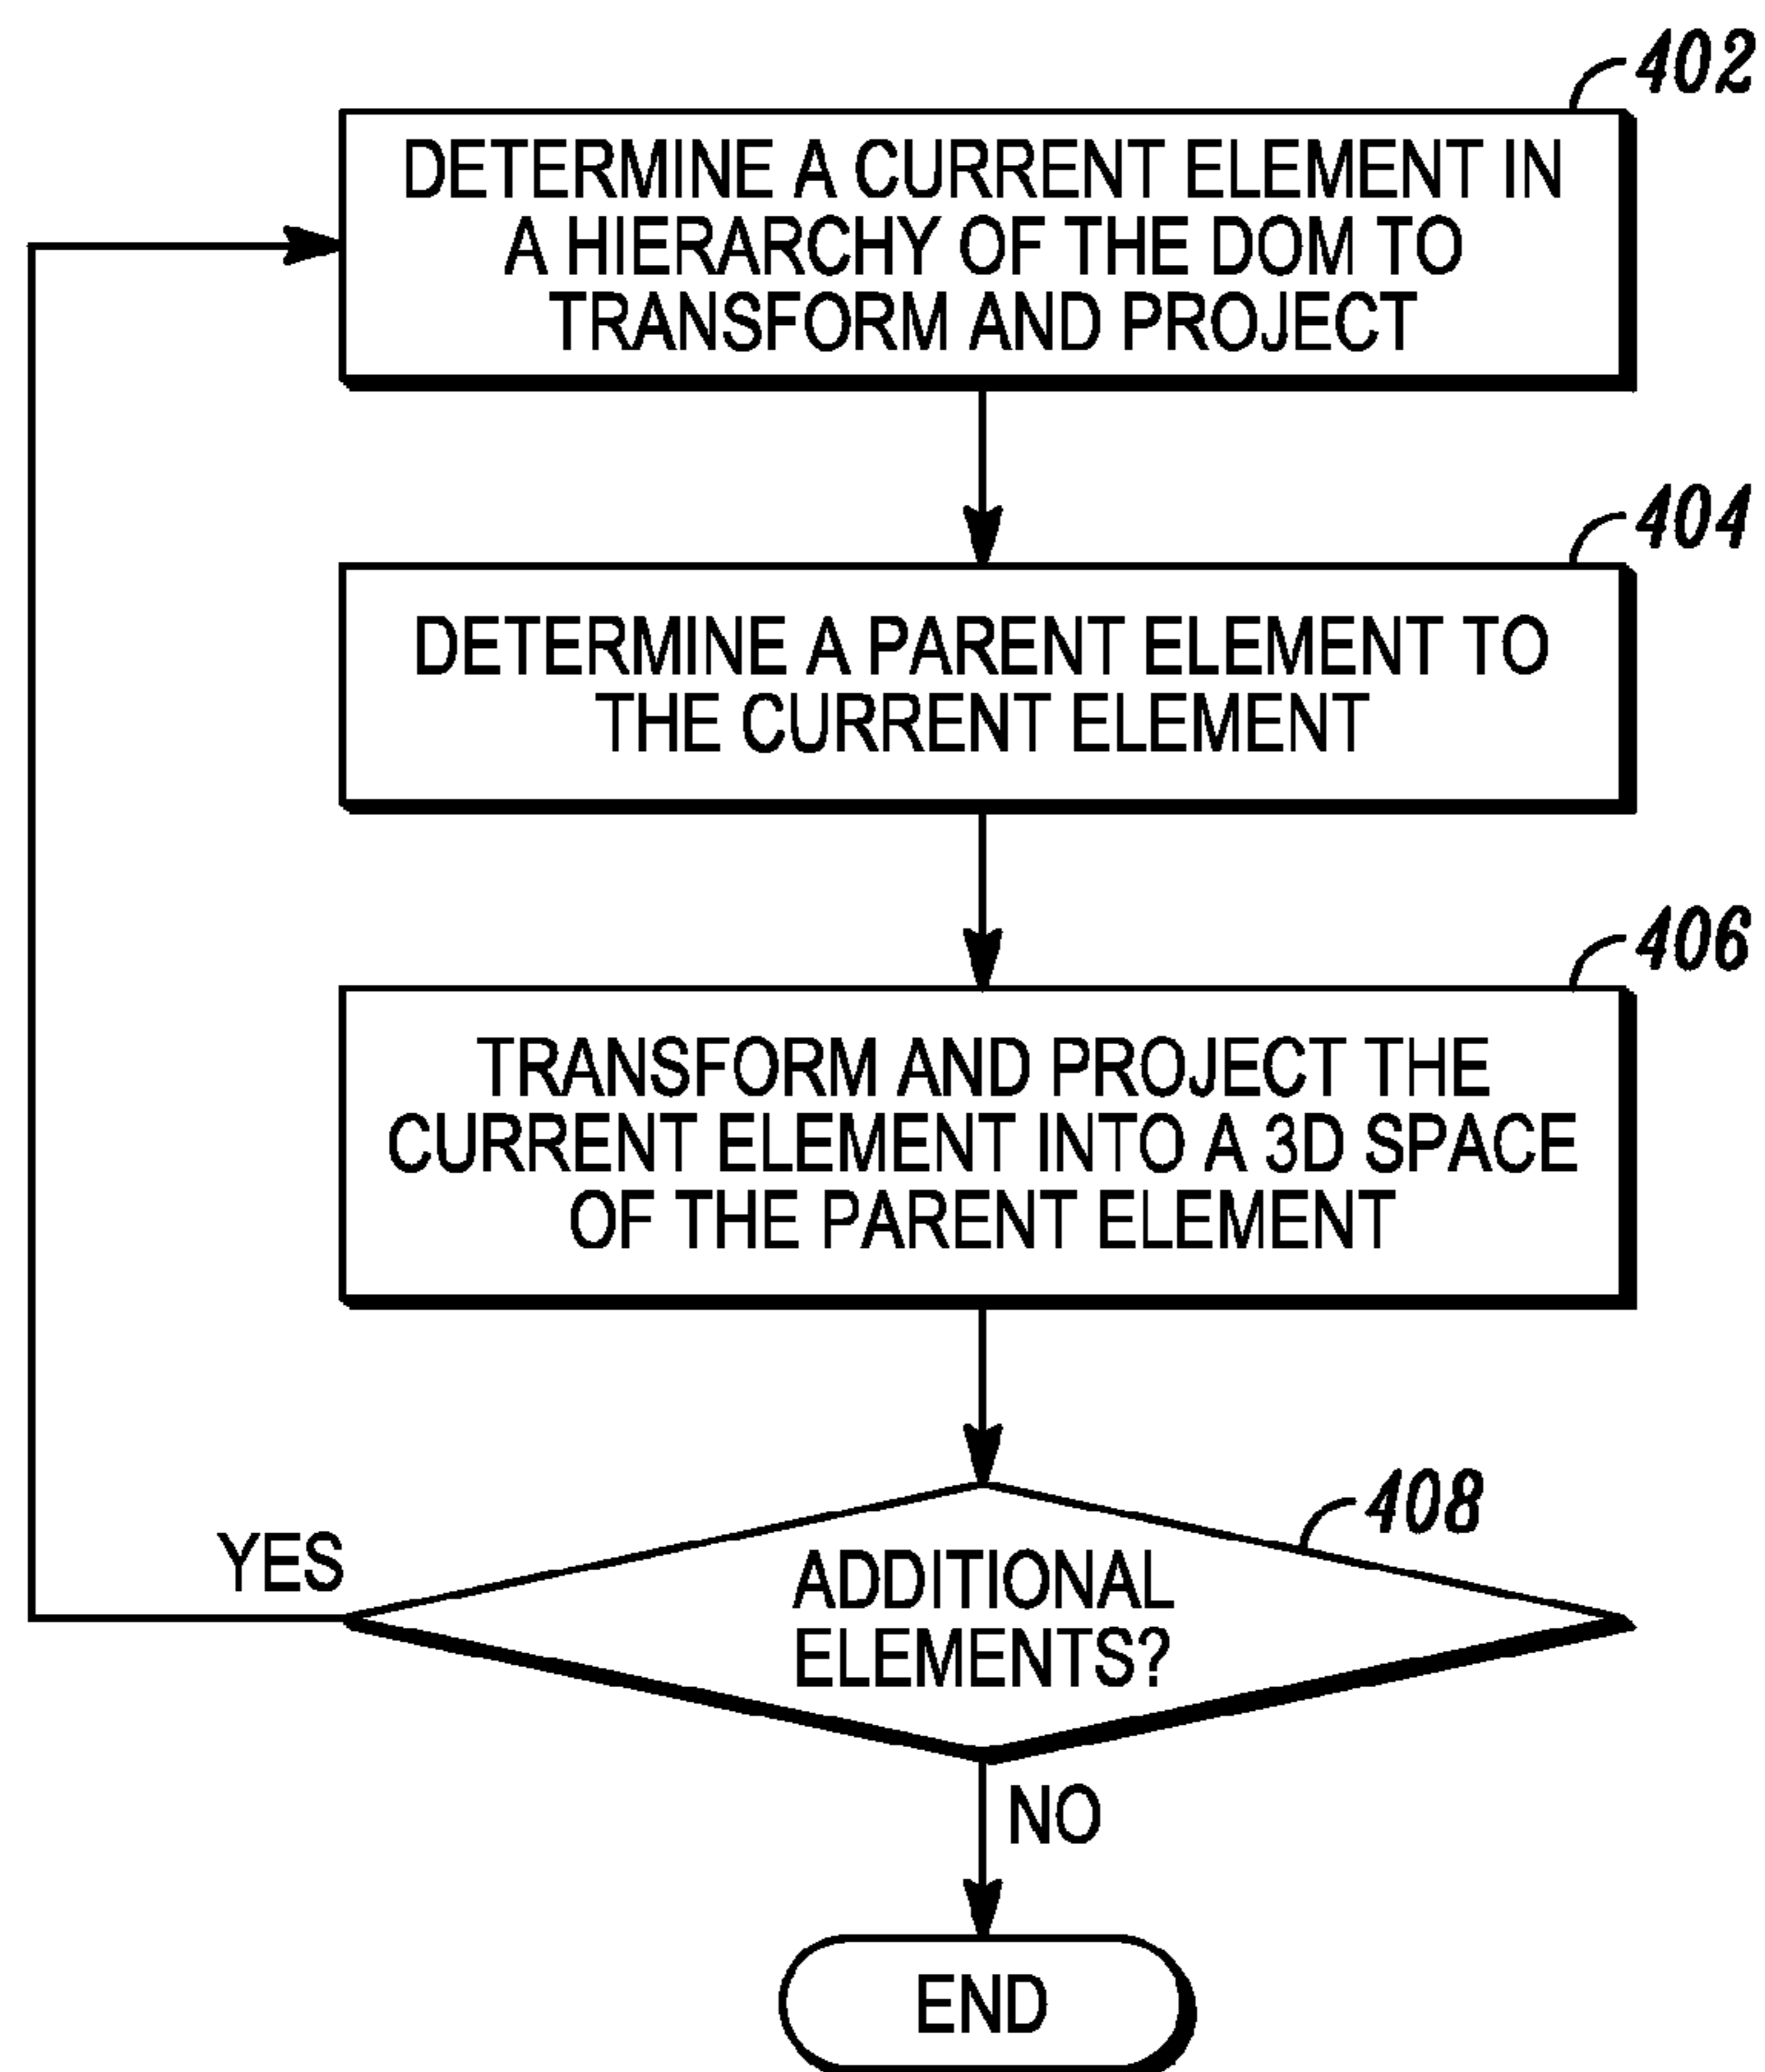 402
DETERMINE A CURRENT ELEMENT IN
A HIERARCHY OF THE DOM TO
TRANSFORM AND PROJECT
404
DETERMINE A PARENT ELEMENT TO
THE CURRENT ELEMENT
406
TRANSFORM AND PROJECT THE
CURRENT ELEMENT INTO A 3D SPACE
OF THE PARENT ELEMENT
408
YES
ADDITIONAL
ELEMENTS?
NO
END